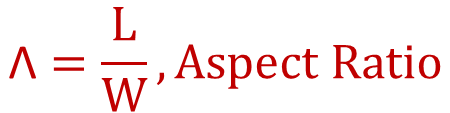 Λ = L/W, Aspect Ratio